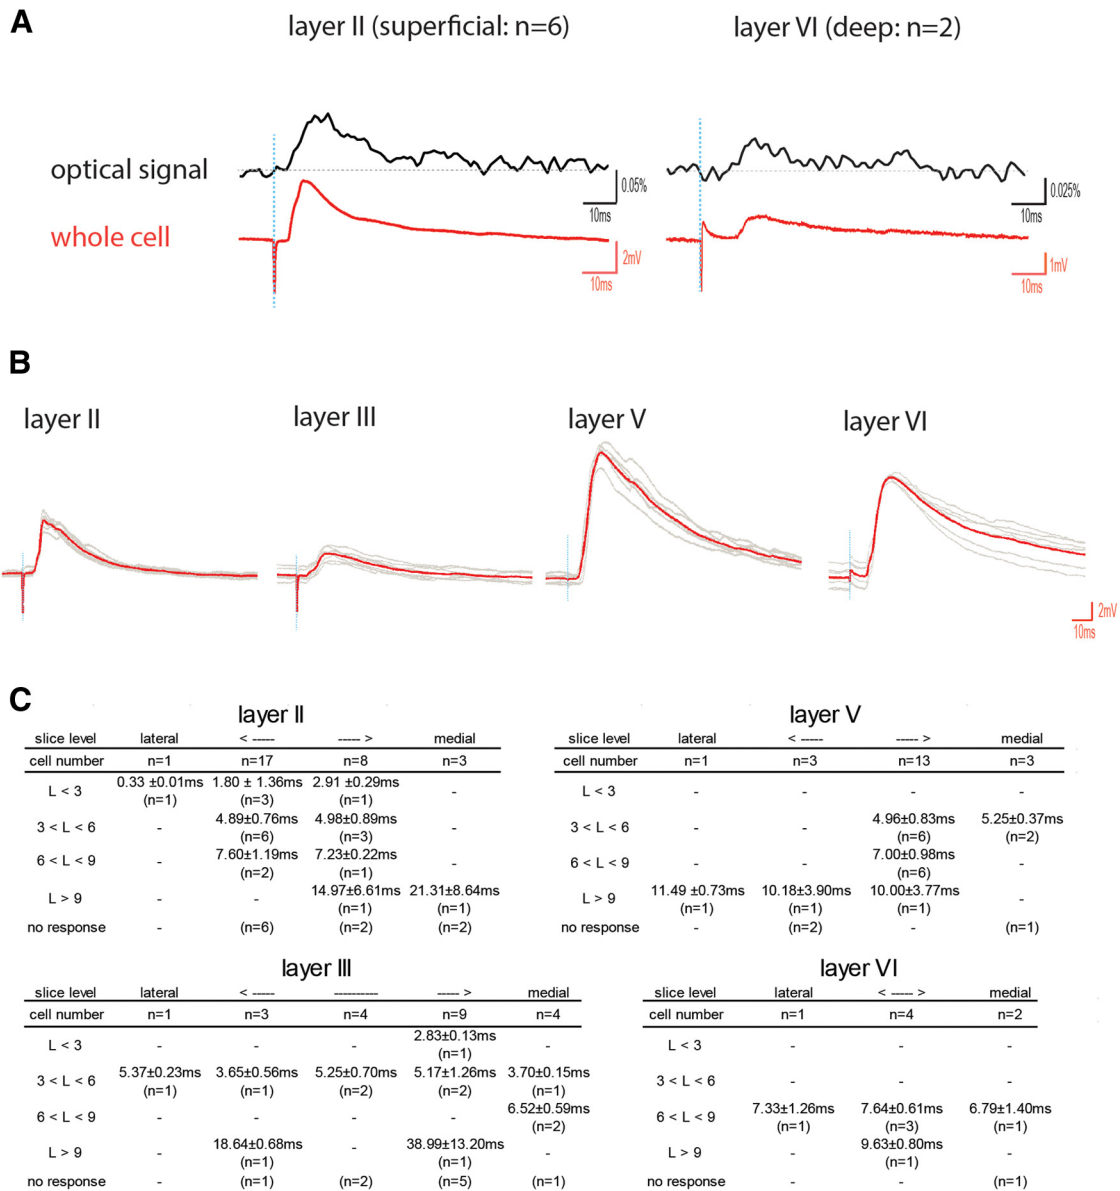 A
layer II (superficial: n=6)
layer VI (deep: n=2)
optical signal
0.05%
10ms
0.025%
10ms
whole cell
2mV
10ms
1mV
10ms
B
layer II
layer III
layer V
layer VI
2mV
10ms
C
layer II
slice level lateral < ----- ----- > medial
cell number n=1 n=17 n=8 n=3
L < 3 0.33 ±0.01ms 1.80 ± 1.36ms 2.91 ±0.29ms -
(n=1) (n=3) (n=1)
3 < L < 6 - 4.89±0.76ms 4.98±0.89ms -
(n=6) (n=3)
6 < L < 9 - 7.60±1.19ms 7.23±0.22ms -
(n=2) (n=1)
L > 9 - - 14.97±6.61ms 21.31±8.64ms
(n=1) (n=1)
no response - (n=6) (n=2) (n=2)
layer V
slice level lateral < ----- ----- > medial
cell number n=1 n=3 n=13 n=3
L < 3 - - - -
3 < L < 6 - - 4.96±0.83ms 5.25±0.37ms
(n=6) (n=2)
6 < L < 9 - - 7.00±0.98ms -
(n=6)
L > 9 11.49 ±0.73ms 10.18±3.90ms 10.00±3.77ms -
(n=1) (n=1) (n=1)
no response - (n=2) - (n=1)
layer III
slice level lateral < ----- ---------- ----- > medial
cell number n=1 n=3 n=4 n=9 n=4
L < 3 - - - 2.83±0.13ms -
(n=1)
3 < L < 6 5.37±0.23ms 3.65±0.56ms 5.25±0.70ms 5.17±1.26ms 3.70±0.15ms
(n=1) (n=1) (n=2) (n=2) (n=1)
6 < L < 9 - - - - 6.52±0.59ms
(n=2)
L > 9 - 18.64±0.68ms - 38.99±13.20ms -
(n=1) (n=1)
no response - (n=1) (n=2) (n=5) (n=1)
layer VI
slice level lateral < ----- > medial
cell number n=1 n=4 n=2
L < 3 - - -
3 < L < 6 - - -
6 < L < 9 7.33±1.26ms 7.64±0.61ms 6.79±1.40ms
(n=1) (n=3) (n=1)
L > 9 - 9.63±0.80ms -
(n=1)
no response - - (n=1)